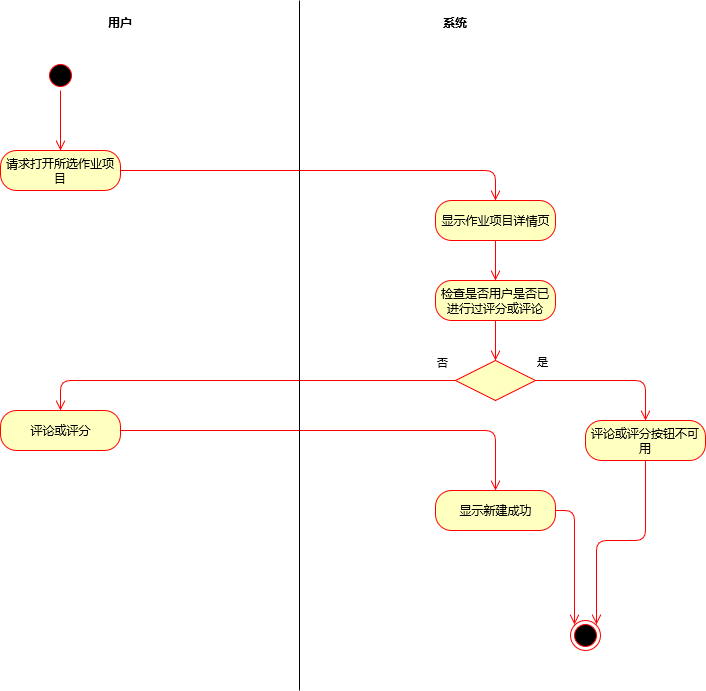 用户
系统
请求打开所选作业项
目
显示作业项目详情页
检查是否用户是否已
进行过评分或评论
否
是
评论或评分
评论或评分按钮不可
用
显示新建成功